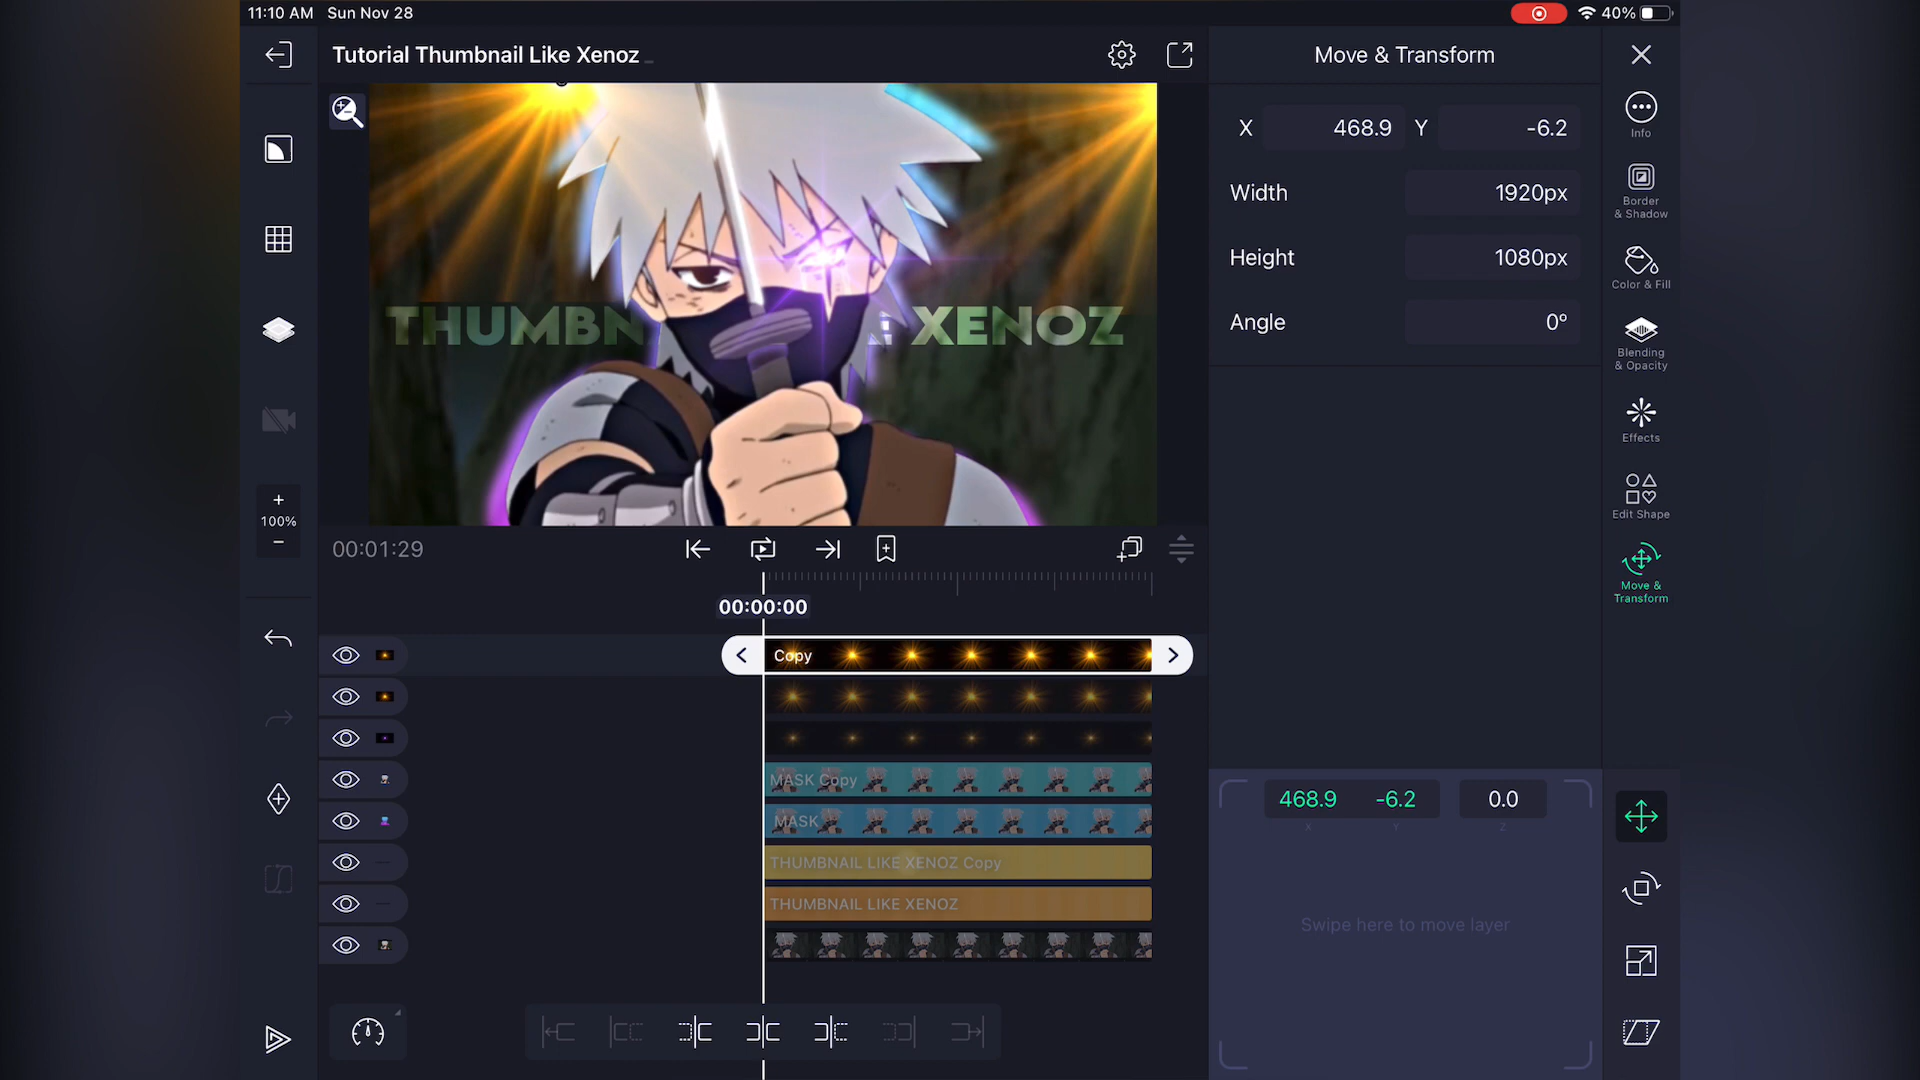 11:10 AM Sun Nov 28
40%
Tutorial Thumbnail Like Xenoz
Move & Transform
X 468.9 Y -6.2
Width 1920px
Height 1080px
Angle 0°
Info
Border
& Shadow
Color & Fill
Blending
& Opacity
Effects
Edit Shape
Move &
Transform
THUMBN E XENOZ
+
100%
−
00:01:29
00:00:00
Copy
MASK Copy
MASK
THUMBNAIL LIKE XENOZ Copy
THUMBNAIL LIKE XENOZ
468.9 -6.2 0.0
X Y Z
Swipe here to move layer